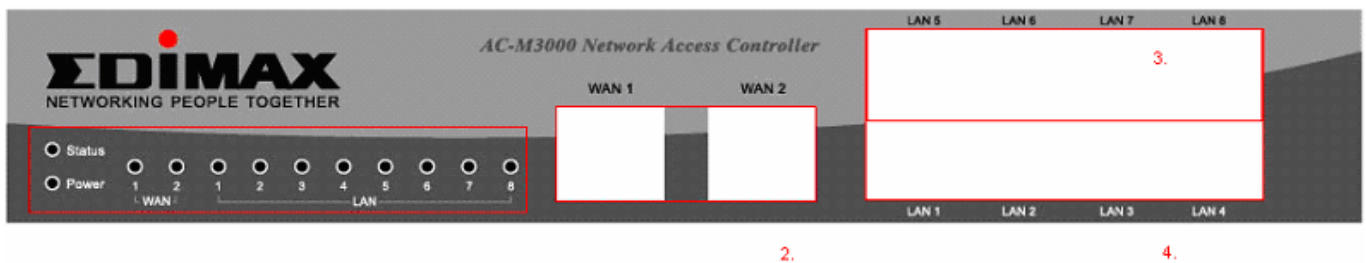 LAN 5 LAN 6 LAN 7 LAN 8
EDIMAX
NETWORKING PEOPLE TOGETHER
AC-M3000 Network Access Controller
3.
WAN 1 WAN 2
Status
Power
1 2 1 2 3 4 5 6 7 8
WAN LAN
LAN 1 LAN 2 LAN 3 LAN 4
2. 4.